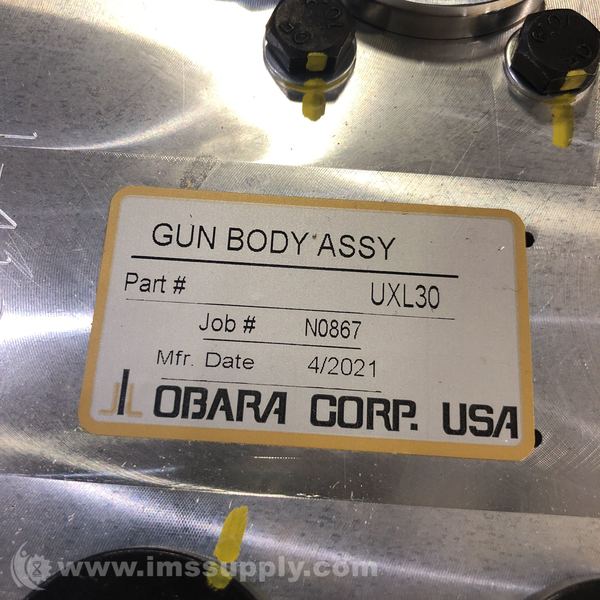 GUN BODY ASSY
Part # UXL30
Job # N0867
Mfr. Date 4/2021
OBARA CORP. USA
www.imssupply.com